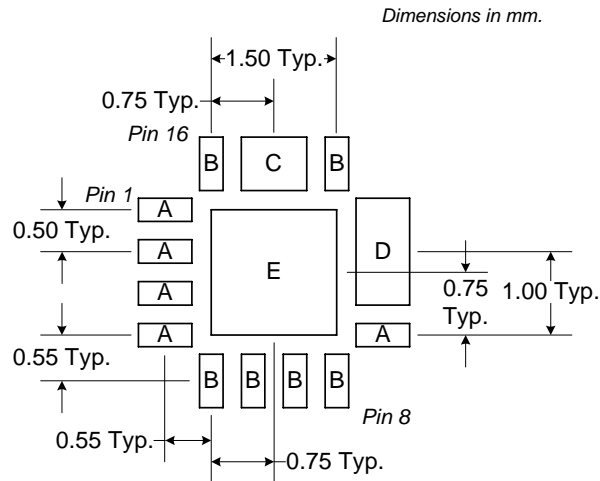 Dimensions in mm.
1.50 Typ.
0.75 Typ.
Pin 16
B
C
B
Pin 1
A
0.50 Typ.
A
E
D
A
0.75
Typ.
1.00 Typ.
A
A
0.55 Typ.
B
B
B
B
Pin 8
0.55 Typ.
0.75 Typ.